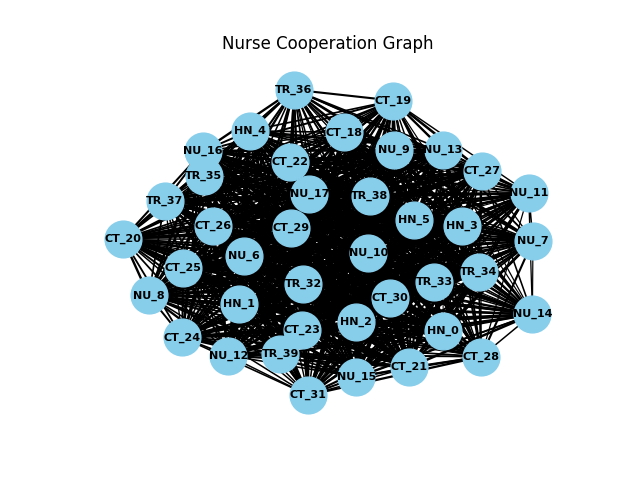 Nurse Cooperation Graph
TR_36
CT_19
HN_4
CT_18
NU_16
NU_9
NU_13
CT_22
CT_27
TR_35
NU_17
TR_38
NU_11
TR_37
CT_26
HN_5
HN_3
CT_29
CT_20
NU_7
NU_10
NU_6
CT_25
TR_34
TR_33
TR_32
NU_8
CT_30
HN_1
NU_14
HN_2
CT_23
HN_0
CT_24
TR_39
NU_12
CT_28
CT_21
NU_15
CT_31